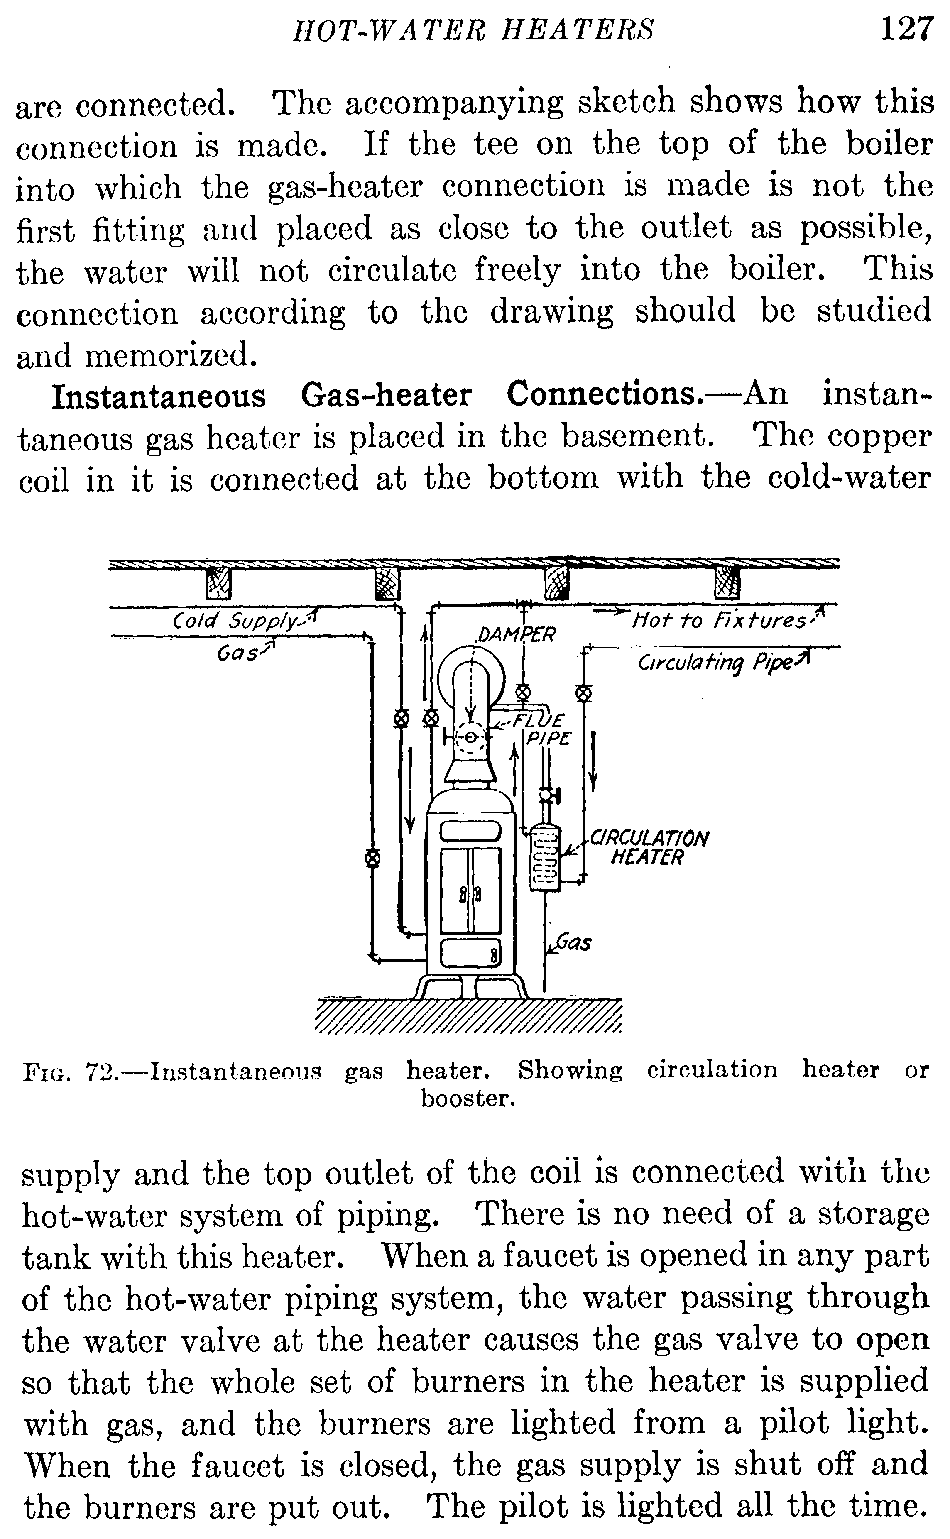 HOT-WATER HEATERS 127
are connected. The accompanying sketch shows how this
connection is made. If the tee on the top of the boiler
into which the gas-heater connection is made is not the
first fitting and placed as close to the outlet as possible,
the water will not circulate freely into the boiler. This
connection according to the drawing should be studied
and memorized.
Instantaneous Gas-heater Connections.—An instan-
taneous gas heater is placed in the basement. The copper
coil in it is connected at the bottom with the cold-water
Cold Supply
Gas
DAMPER
Hot to Fixtures
Circulating Pipe
FLUE
PIPE
CIRCULATION
HEATER
Gas
FIG. 72.—Instantaneous gas heater. Showing circulation heater or
booster.
supply and the top outlet of the coil is connected with the
hot-water system of piping. There is no need of a storage
tank with this heater. When a faucet is opened in any part
of the hot-water piping system, the water passing through
the water valve at the heater causes the gas valve to open
so that the whole set of burners in the heater is supplied
with gas, and the burners are lighted from a pilot light.
When the faucet is closed, the gas supply is shut off and
the burners are put out. The pilot is lighted all the time.